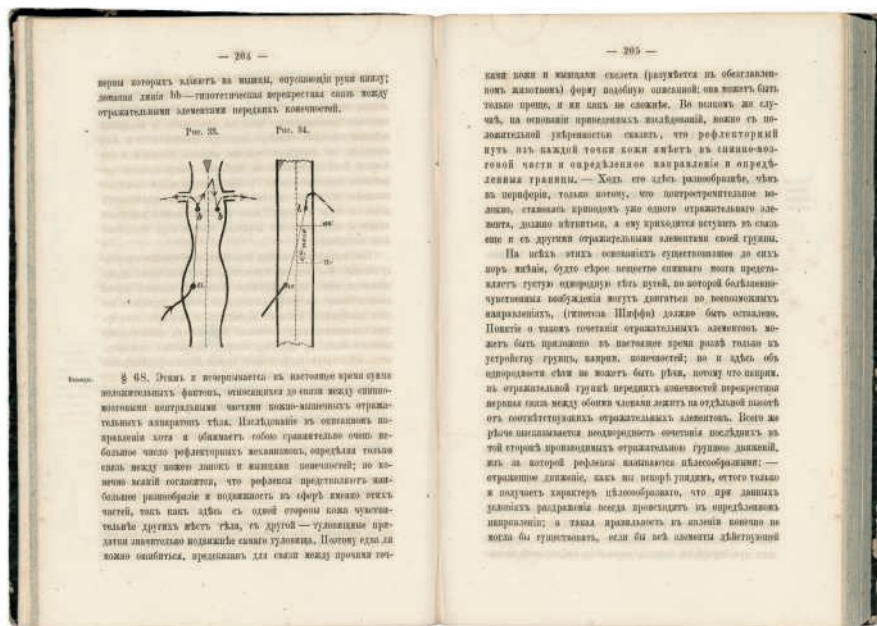 — 204 —
нервы которыхъ вліяютъ на мышцы, опускающія руки книзу;
ломаная линія bb—гипотетическая перекрестная связь между
отражательными элементами переднихъ конечностей.
Рис. 33. Рис. 34.
b b b
a a
§ 68. Этимъ и исчерпывается въ настоящее время сумма
положительныхъ фактовъ, относящихся до связи между спинно-
мозговыми центральными частями кожно-мышечныхъ отража-
тельныхъ аппаратовъ тѣла. Изслѣдованіе въ описанномъ на-
правленіи хотя и обнимаетъ собою сравнительно очень не-
большое число рефлекторныхъ механизмовъ, опредѣляя только
связь между кожею лапокъ и мышцами конечностей; но ко-
нечно всякій согласится, что рефлексы представляютъ наи-
большее разнообразіе и подвижность въ сферѣ именно этихъ
частей, такъ какъ здѣсь съ одной стороны кожа чувстви-
тельнѣе другихъ мѣстъ тѣла, съ другой — туловищные при-
датки значительно подвижнѣе самаго туловища. Поэтому едва ли
можно ошибиться, предсказавъ для связи между прочими точ-
— 205 —
ками кожи и мышцами скелета (разумѣется въ обезглавлен-
номъ животномъ) форму подобную описанной; она можетъ быть
только проще, и ни какъ не сложнѣе. Во всякомъ же слу-
чаѣ, на основаніи приведенныхъ изслѣдованій, можно съ по-
ложительной увѣренностью сказать, что рефлекторный
путь изъ каждой точки кожи имѣетъ въ спинно-моз-
говой части и опредѣленное направленіе и опредѣ-
ленныя границы. — Ходъ его здѣсь разнообразнѣе, чѣмъ
въ периферіи, только потому, что центростремительное во-
локно, становясь приводомъ уже одного отражательнаго эле-
мента, должно вѣтвиться, а ему приходится вступить въ связь
еще и съ другими отражательными элементами своей группы.
На всѣхъ этихъ основаніяхъ существовавшее до сихъ
поръ мнѣніе, будто сѣрое вещество спиннаго мозга предста-
вляетъ густую однородную сѣть путей, по которой болѣзненно-
чувственныя возбужденія могутъ двигаться по всевозможнымъ
направленіяхъ, (гипотеза Шиффа) должно быть оставлено.
Понятіе о такомъ сочетаніи отражательныхъ элементовъ мо-
жетъ быть приложено въ настоящее время развѣ только къ
устройству группъ, наприм. конечностей; но и здѣсь объ
однородности сѣти не можетъ быть рѣчи, потому что наприм.
въ отражательной группѣ переднихъ конечностей перекрестная
нервная связь между обоими членами лежитъ на отдѣльной высотѣ
отъ соотвѣтствующихъ отражательныхъ элементовъ. Всего же
рѣзче высказывается неоднородность сочетанія послѣднихъ въ
той сторонѣ производимыхъ отражательною группою движеній,
изъ за которой рефлексы называются цѣлесообразными; —
отраженное движеніе, какъ мы вскорѣ увидимъ, оттого только
и получаетъ характеръ цѣлесообразнаго, что при данныхъ
условіяхъ раздраженія всегда происходитъ въ опредѣленномъ
направленіи; а такая правильность въ явленіи конечно не
могла бы существовать, если бы всѣ элементы дѣйствующей